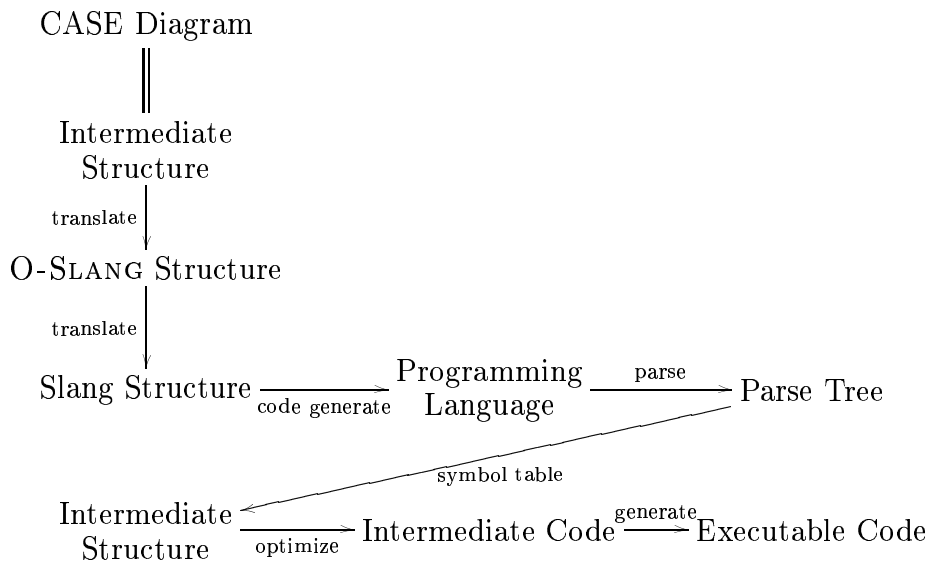 CASE Diagram
Intermediate
Structure
translate
O-SLANG Structure
translate
Slang Structure
code generate
Programming
Language
parse
Parse Tree
symbol table
Intermediate
Structure
optimize
Intermediate Code
generate
Executable Code